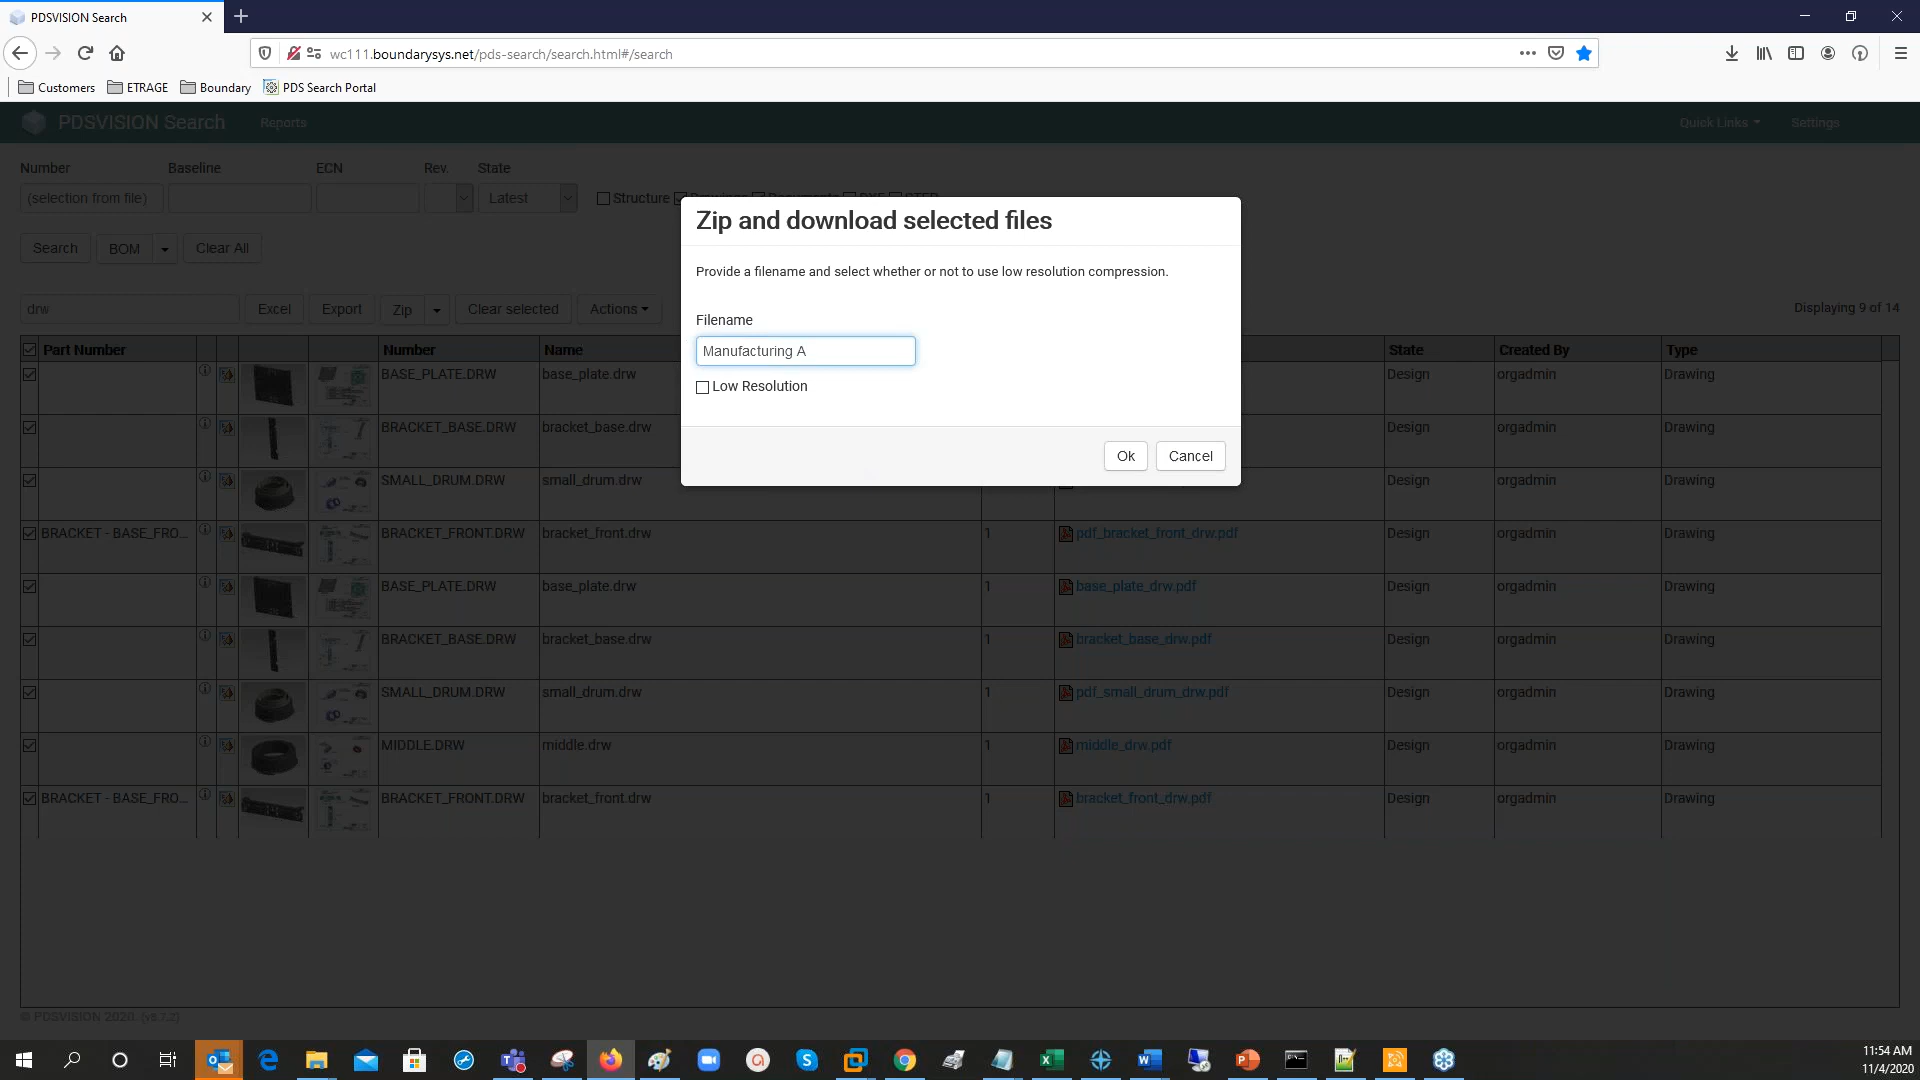 PDSVISION Search
wc111.boundarysys.net/pds-search/search.html#/search
Customers ETRAGE Boundary PDS Search Portal
PDSVISION Search Reports Quick Links Settings
Number Baseline ECN Rev. State
(selection from file) Latest Structure Drawings Documents DXF STEP
Search BOM Clear All
drw Excel Export Zip Clear selected Actions Displaying 9 of 14
Zip and download selected files
Provide a filename and select whether or not to use low resolution compression.
Filename
Manufacturing A
Low Resolution
Ok Cancel
Part Number Number Name State Created By Type
BASE_PLATE.DRW base_plate.drw Design orgadmin Drawing
BRACKET_BASE.DRW bracket_base.drw Design orgadmin Drawing
SMALL_DRUM.DRW small_drum.drw Design orgadmin Drawing
BRACKET - BASE_FRO... BRACKET_FRONT.DRW bracket_front.drw 1 pdf_bracket_front_drw.pdf Design orgadmin Drawing
BASE_PLATE.DRW base_plate.drw 1 base_plate_drw.pdf Design orgadmin Drawing
BRACKET_BASE.DRW bracket_base.drw 1 bracket_base_drw.pdf Design orgadmin Drawing
SMALL_DRUM.DRW small_drum.drw 1 pdf_small_drum_drw.pdf Design orgadmin Drawing
MIDDLE.DRW middle.drw 1 middle_drw.pdf Design orgadmin Drawing
BRACKET - BASE_FRO... BRACKET_FRONT.DRW bracket_front.drw 1 bracket_front_drw.pdf Design orgadmin Drawing
© PDSVISION 2020. (v8.7.2)
11:54 AM
11/4/2020